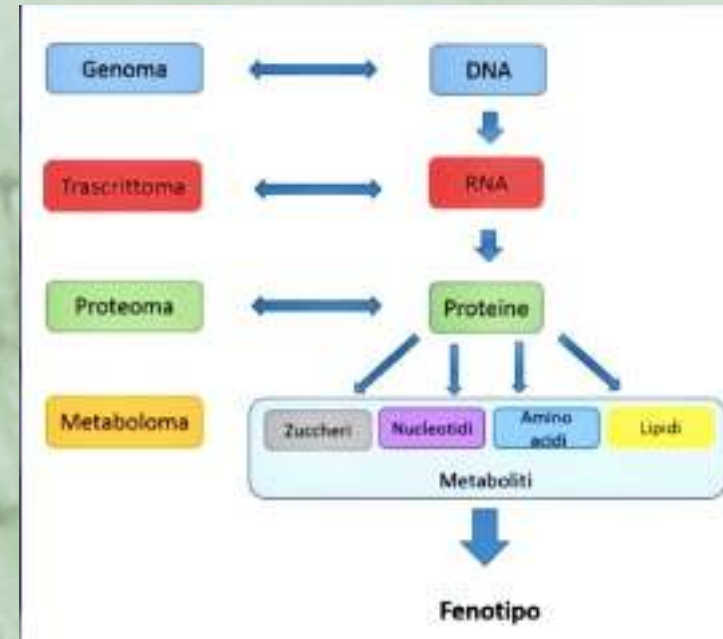 Genoma
DNA
Trascrittoma
RNA
Proteoma
Proteine
Metaboloma
Zuccheri
Nucleotidi
Amino
acidi
Lipidi
Metaboliti
Fenotipo